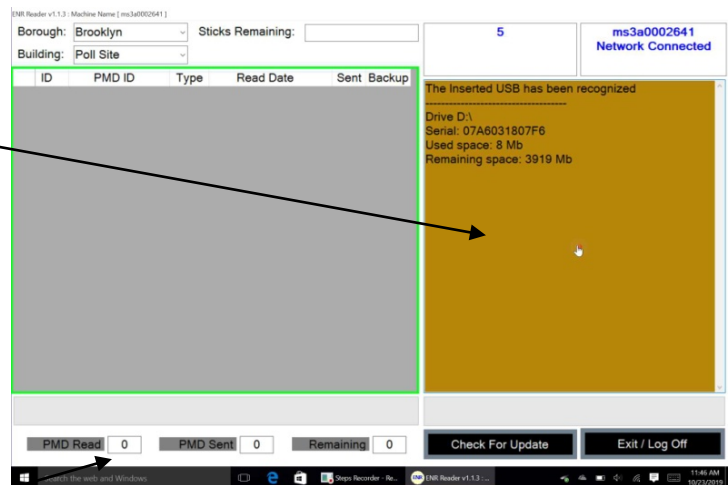 ENR Reader v1.1.3 : Machine Name [ ms3a0002641 ]
Borough: Brooklyn Sticks Remaining:
Building: Poll Site
5
ms3a0002641
Network Connected
ID PMD ID Type Read Date Sent Backup
The Inserted USB has been recognized
------------------------------------
Drive D:\
Serial: 07A6031807F6
Used space: 8 Mb
Remaining space: 3919 Mb
PMD Read 0 PMD Sent 0 Remaining 0
Check For Update Exit / Log Off
Search the web and Windows
Steps Recorder - Re...
ENR ENR Reader v1.1.3 : ...
11:46 AM
10/23/2019